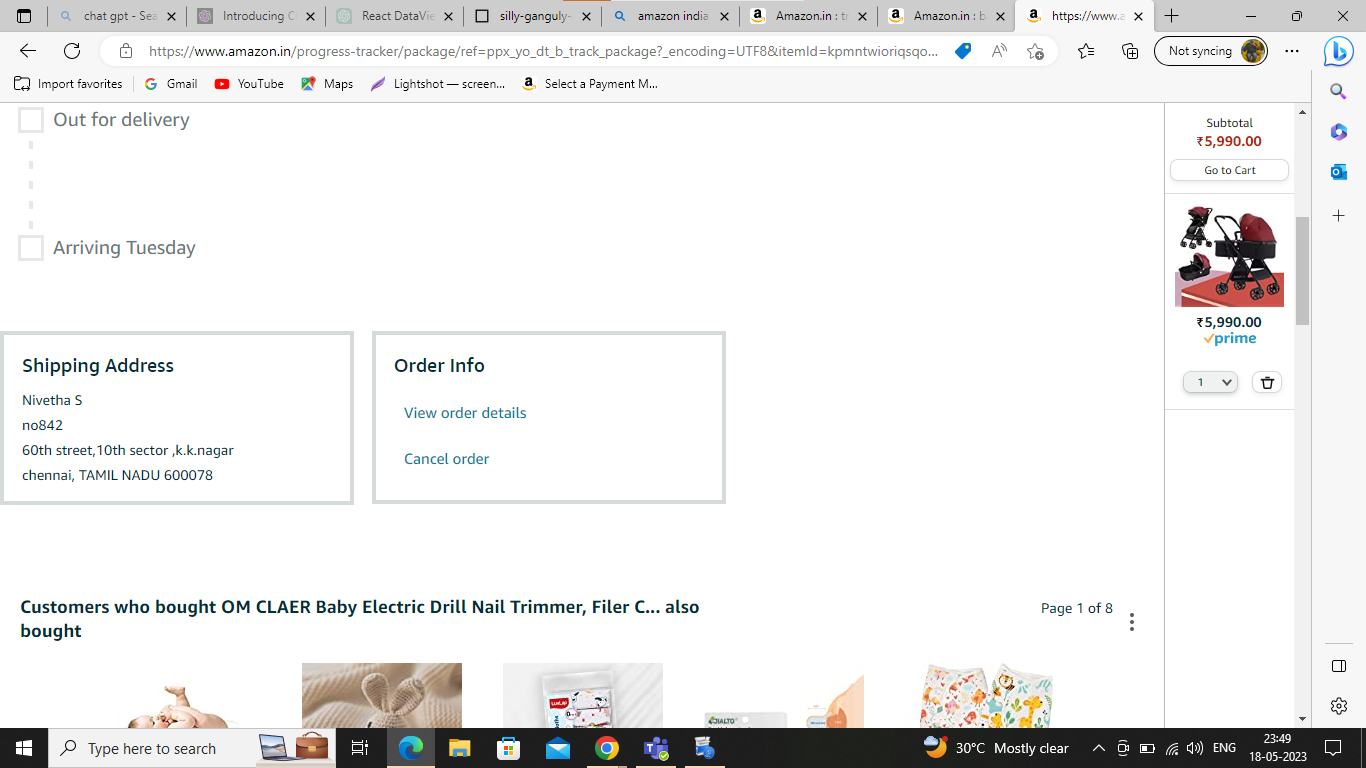 chat gpt - Sea
Introducing C
React DataVie
silly-ganguly-
amazon india
Amazon.in : t
Amazon.in : b
https://www.a
https://www.amazon.in/progress-tracker/package/ref=ppx_yo_dt_b_track_package?_encoding=UTF8&itemId=kpmntwioriqsqo...
Not syncing
Import favorites
Gmail
YouTube
Maps
Lightshot — screen...
Select a Payment M...
Out for delivery
Arriving Tuesday
Shipping Address
Nivetha S
no842
60th street,10th sector ,k.k.nagar
chennai, TAMIL NADU 600078
Order Info
View order details
Cancel order
Subtotal
₹5,990.00
Go to Cart
₹5,990.00
prime
1
Customers who bought OM CLAER Baby Electric Drill Nail Trimmer, Filer C... also
bought
Page 1 of 8
LuvLap
DIALTO
Type here to search
30°C Mostly clear
ENG
23:49
18-05-2023